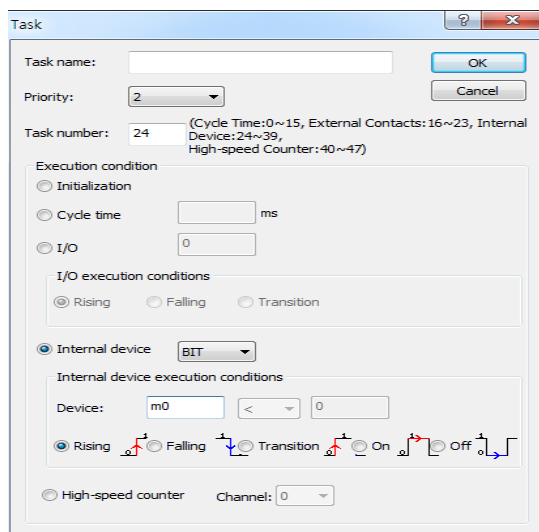 Task
Task name:
OK
Priority: 2
Cancel
Task number: 24 (Cycle Time:0~15, External Contacts:16~23, Internal
Device:24~39,
High-speed Counter:40~47)
Execution condition
Initialization
Cycle time ms
I/O 0
I/O execution conditions
Rising Falling Transition
Internal device BIT
Internal device execution conditions
Device: m0 < 0
Rising Falling Transition On Off
High-speed counter Channel: 0